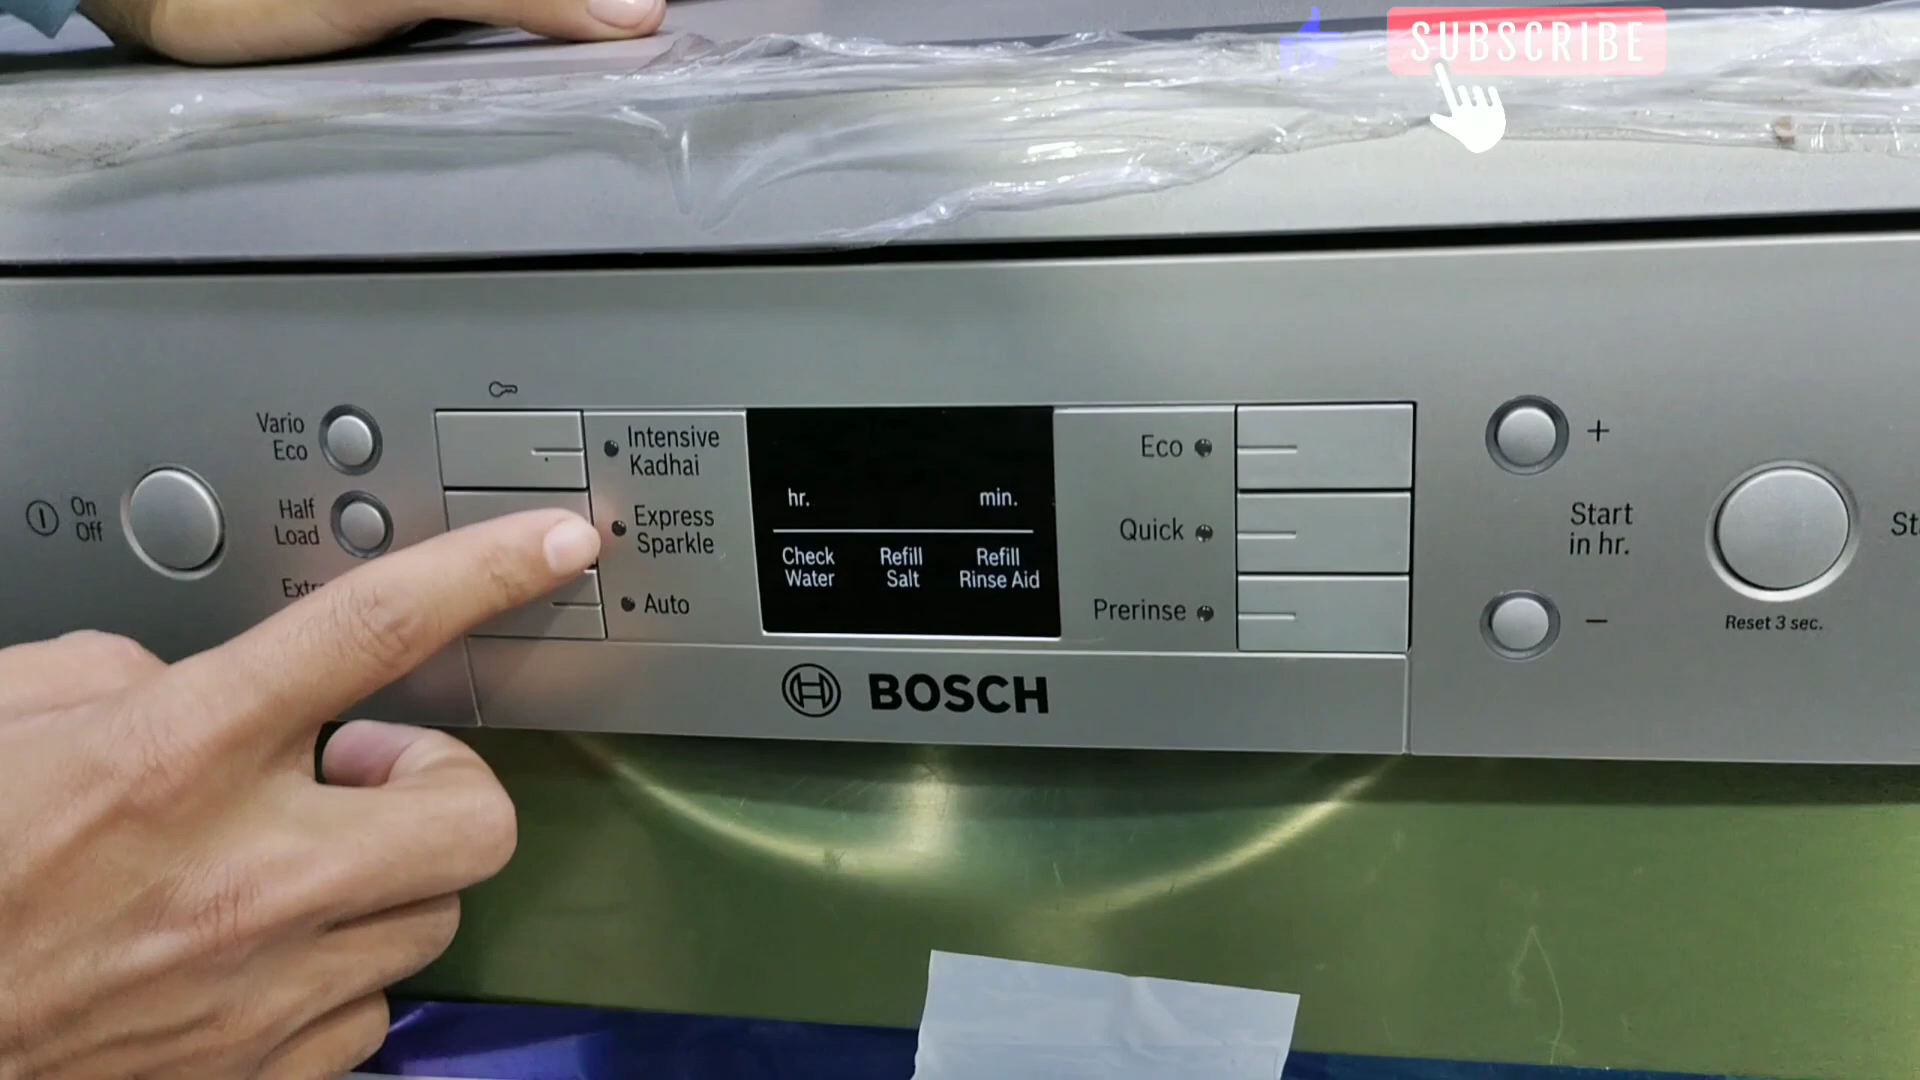 SUBSCRIBE
On
Off
Vario
Eco
Half
Load
Intensive
Kadhai
Express
Sparkle
Auto
hr. min.
Check
Water
Refill
Salt
Refill
Rinse Aid
Eco
Quick
Prerinse
+
Start
in hr.
−
Reset 3 sec.
BOSCH